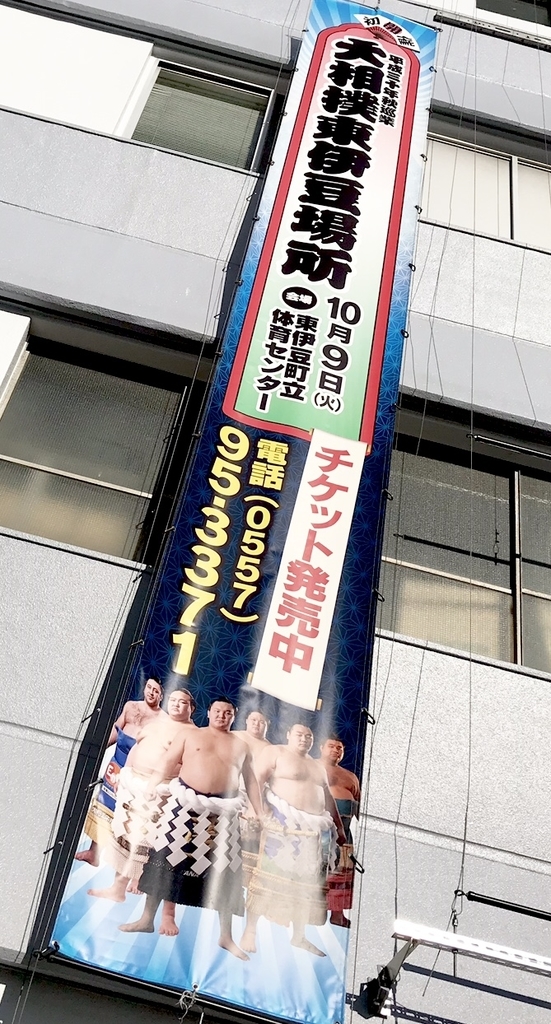 初開催
平成三十年秋巡業
大相撲東伊豆場所
10月9日(火)
会場 東伊豆町立
体育センター
チケット発売中
電話(0557)
95-3371